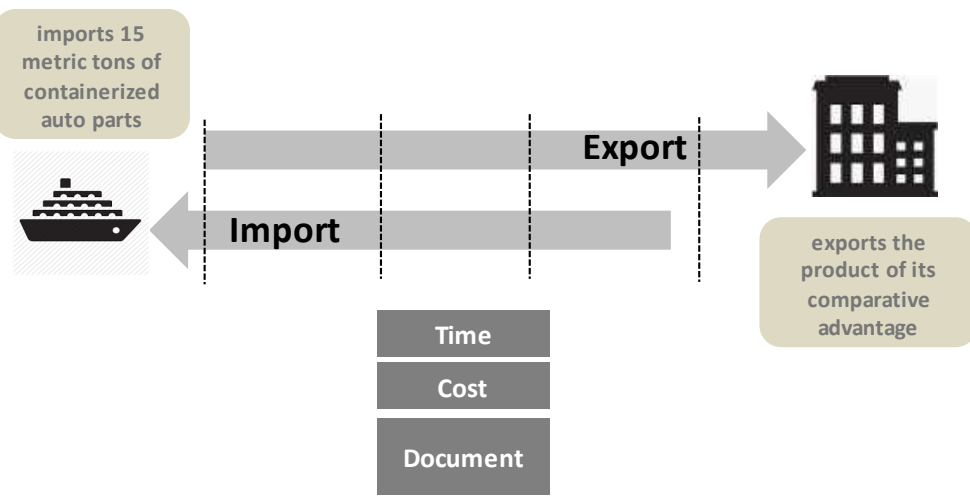 imports 15
metric tons of
containerized
auto parts
Export
Import
exports the
product of its
comparative
advantage
Time
Cost
Document